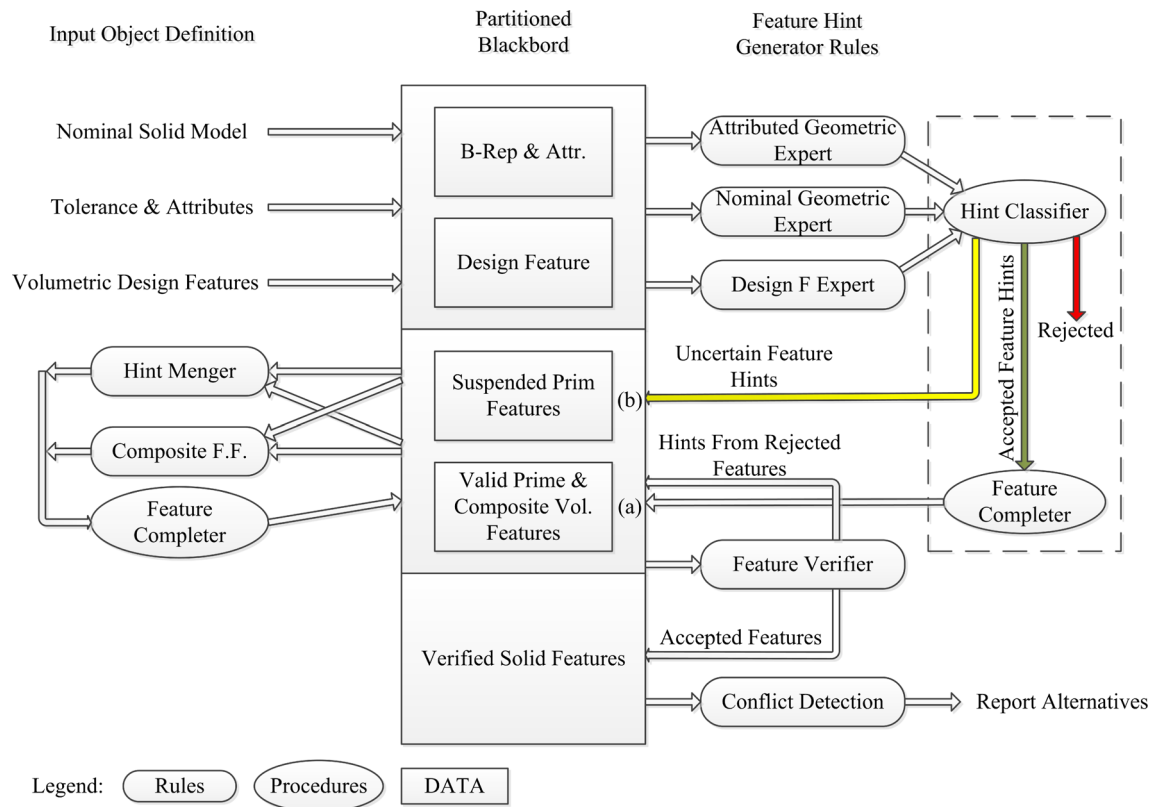 Input Object Definition
Partitioned
Blackbord
Feature Hint
Generator Rules
Nominal Solid Model
Tolerance & Attributes
Volumetric Design Features
B-Rep & Attr.
Design Feature
Attributed Geometric
Expert
Nominal Geometric
Expert
Design F Expert
Hint Classifier
Accepted Feature Hints
Rejected
Uncertain Feature
Hints
Hint Menger
Composite F.F.
Feature
Completer
Suspended Prim
Features
(b)
Valid Prime &
Composite Vol.
Features
(a)
Hints From Rejected
Features
Feature
Completer
Feature Verifier
Accepted Features
Verified Solid Features
Conflict Detection
Report Alternatives
Legend:
Rules
Procedures
DATA